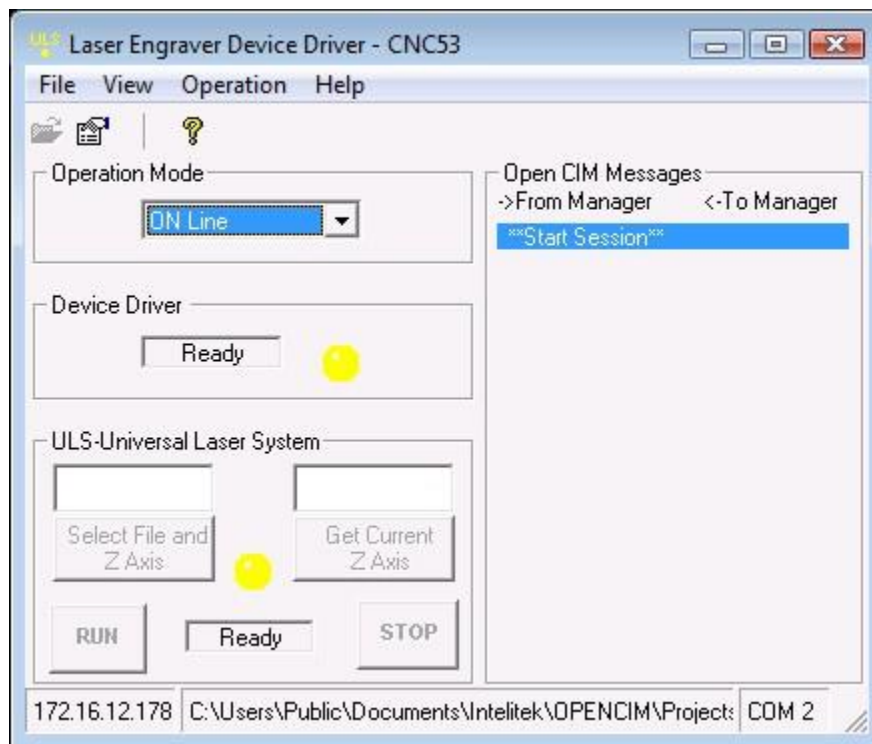 ULS Laser Engraver Device Driver - CNC53
File View Operation Help
Operation Mode
ON Line
Device Driver
Ready
ULS-Universal Laser System
Select File and
Z Axis
Get Current
Z Axis
RUN
Ready
STOP
Open CIM Messages
->From Manager <-To Manager
**Start Session**
172.16.12.178 C:\Users\Public\Documents\Intelitek\OPENCIM\Projects COM 2